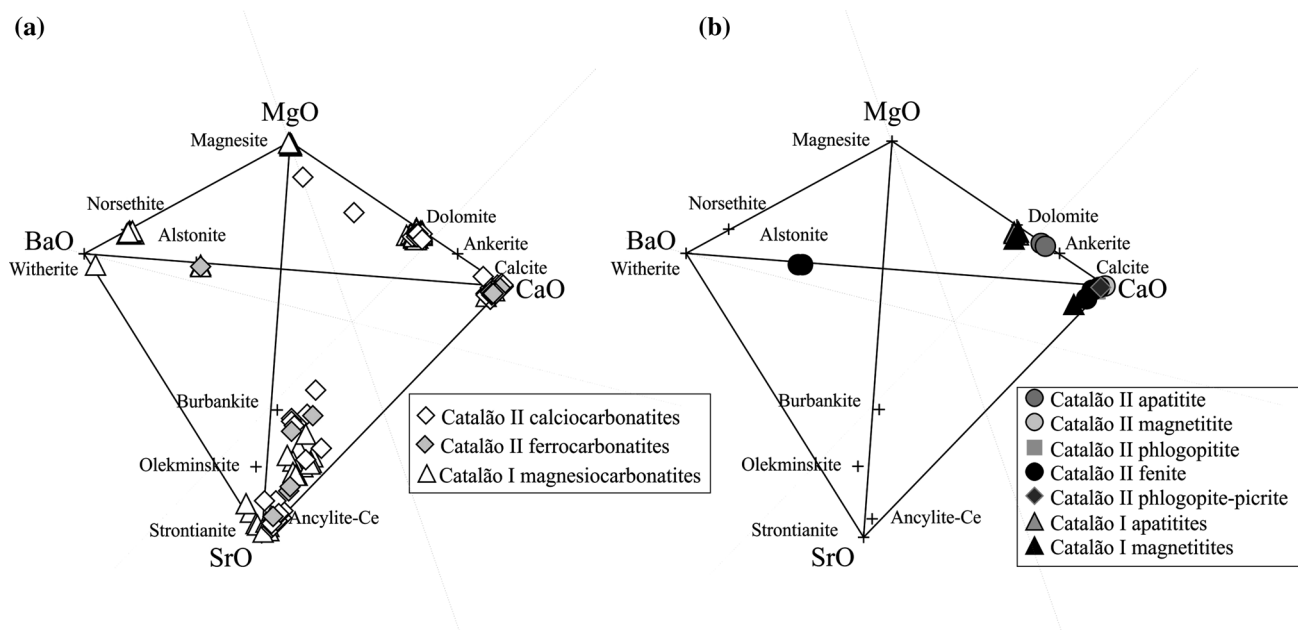 (a)
MgO
Magnesite
Norsethite
Dolomite
Alstonite
BaO
Ankerite
Witherite
Calcite
CaO
Burbankite
Olekminskite
Ancylite-Ce
Strontianite
SrO
Catalão II calciocarbonatites
Catalão II ferrocarbonatites
Catalão I magnesiocarbonatites
(b)
MgO
Magnesite
Norsethite
Dolomite
Alstonite
BaO
Ankerite
Witherite
Calcite
CaO
Burbankite
Olekminskite
Ancylite-Ce
Strontianite
SrO
Catalão II apatitite
Catalão II magnetitite
Catalão II phlogopitite
Catalão II fenite
Catalão II phlogopite-picrite
Catalão I apatitites
Catalão I magnetitites